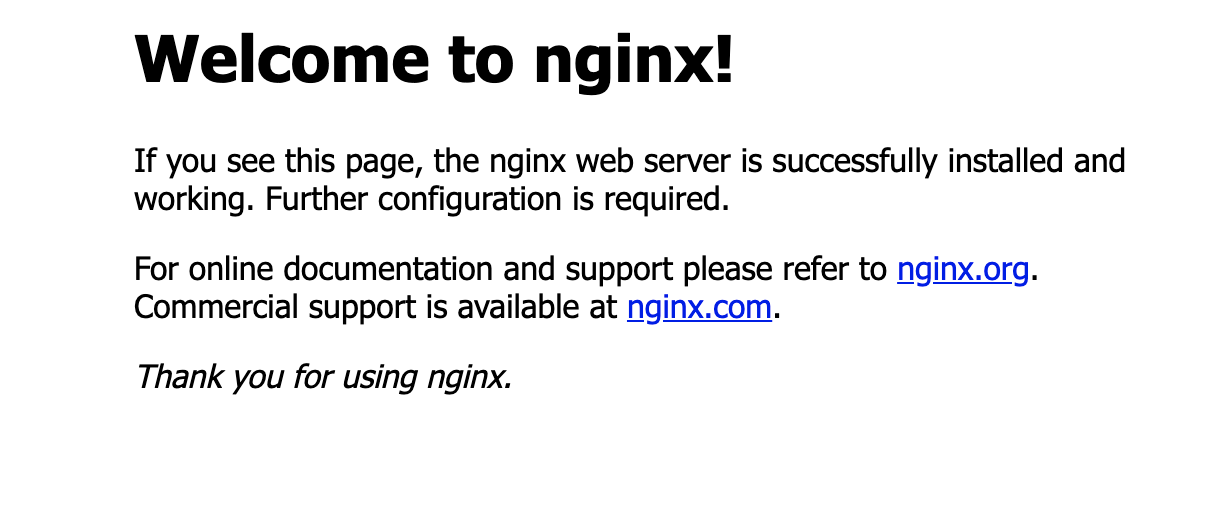 Welcome to nginx!
If you see this page, the nginx web server is successfully installed and
working. Further configuration is required.
For online documentation and support please refer to nginx.org.
Commercial support is available at nginx.com.
Thank you for using nginx.